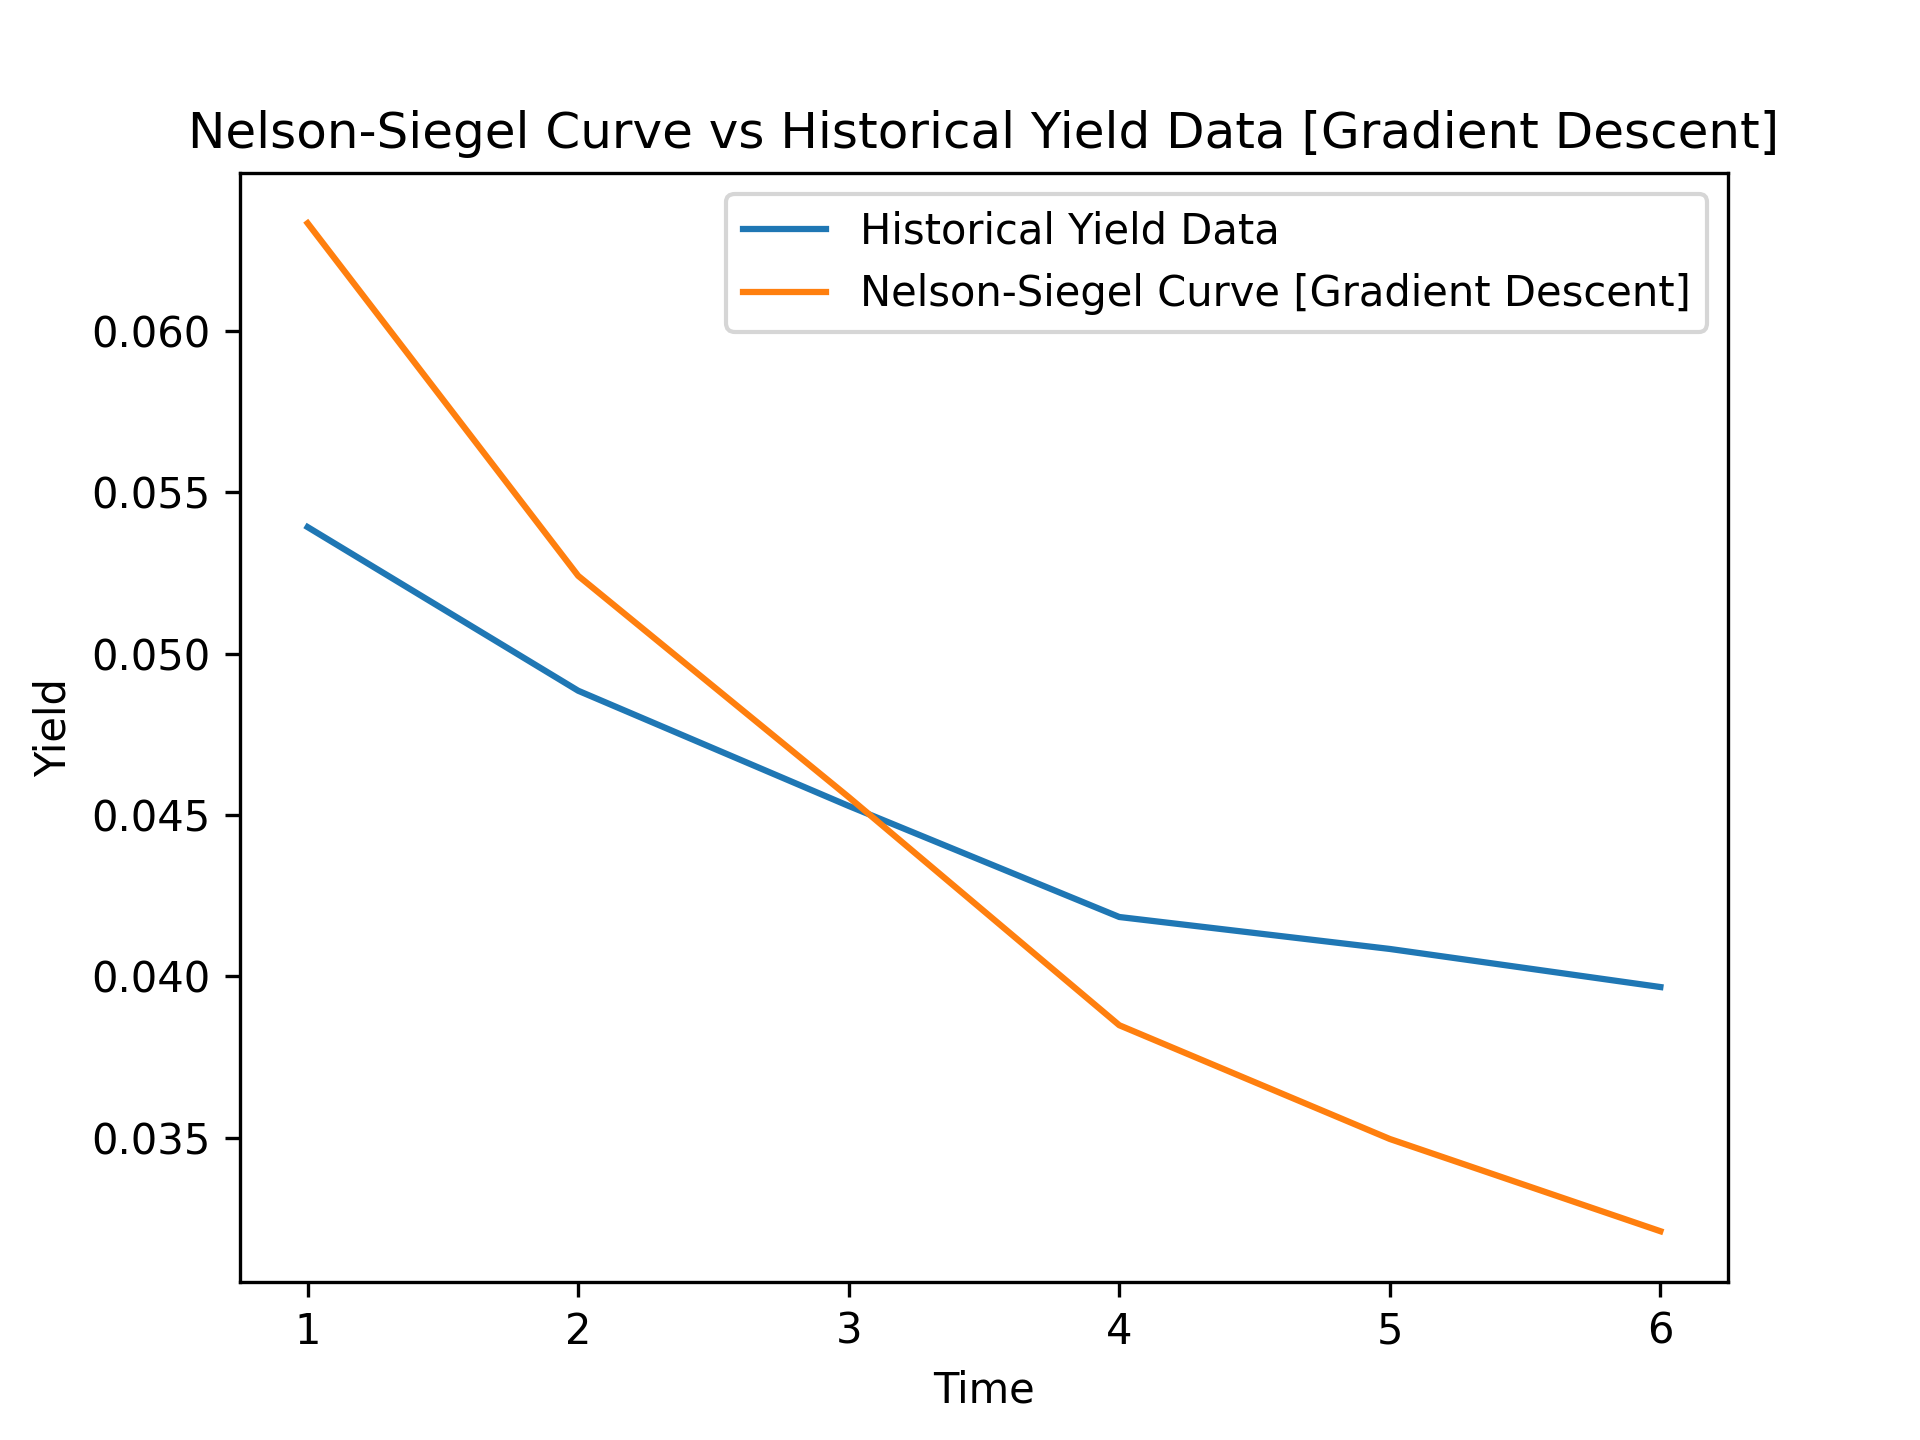 Nelson-Siegel Curve vs Historical Yield Data [Gradient Descent]
Historical Yield Data
Nelson-Siegel Curve [Gradient Descent]
0.060
0.055
0.050
0.045
0.040
0.035
Yield
1 2 3 4 5 6
Time